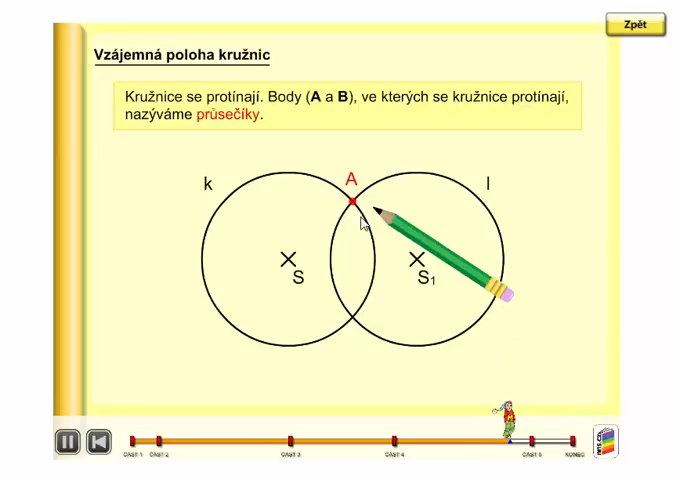 Zpět
Vzájemná poloha kružnic
Kružnice se protínají. Body (A a B), ve kterých se kružnice protínají,
nazýváme průsečíky.
k
A
l
S
S1
ČÁST 1 ČÁST 2 ČÁST 3 ČÁST 4 ČÁST 5 KONEC